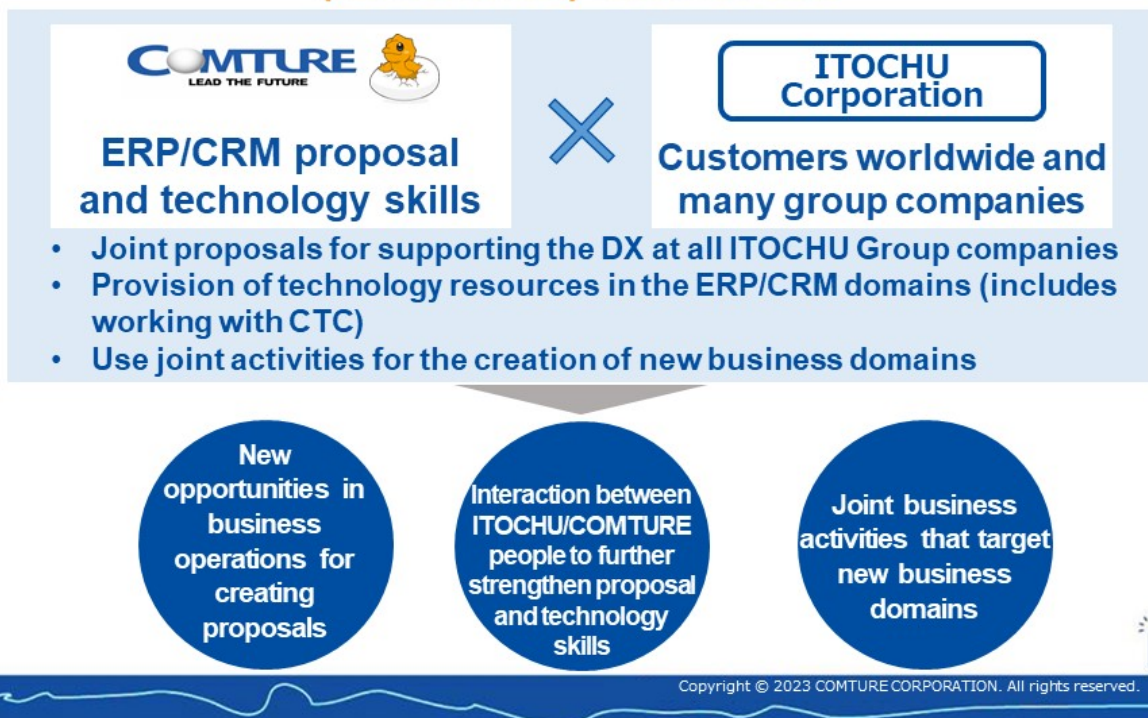 COMTURE
LEAD THE FUTURE
ERP/CRM proposal
and technology skills
ITOCHU
Corporation
Customers worldwide and
many group companies
• Joint proposals for supporting the DX at all ITOCHU Group companies
• Provision of technology resources in the ERP/CRM domains (includes
working with CTC)
• Use joint activities for the creation of new business domains
New
opportunities in
business
operations for
creating
proposals
Interaction between
ITOCHU/COMTURE
people to further
strengthen proposal
and technology
skills
Joint business
activities that target
new business
domains
Copyright © 2023 COMTURE CORPORATION. All rights reserved.